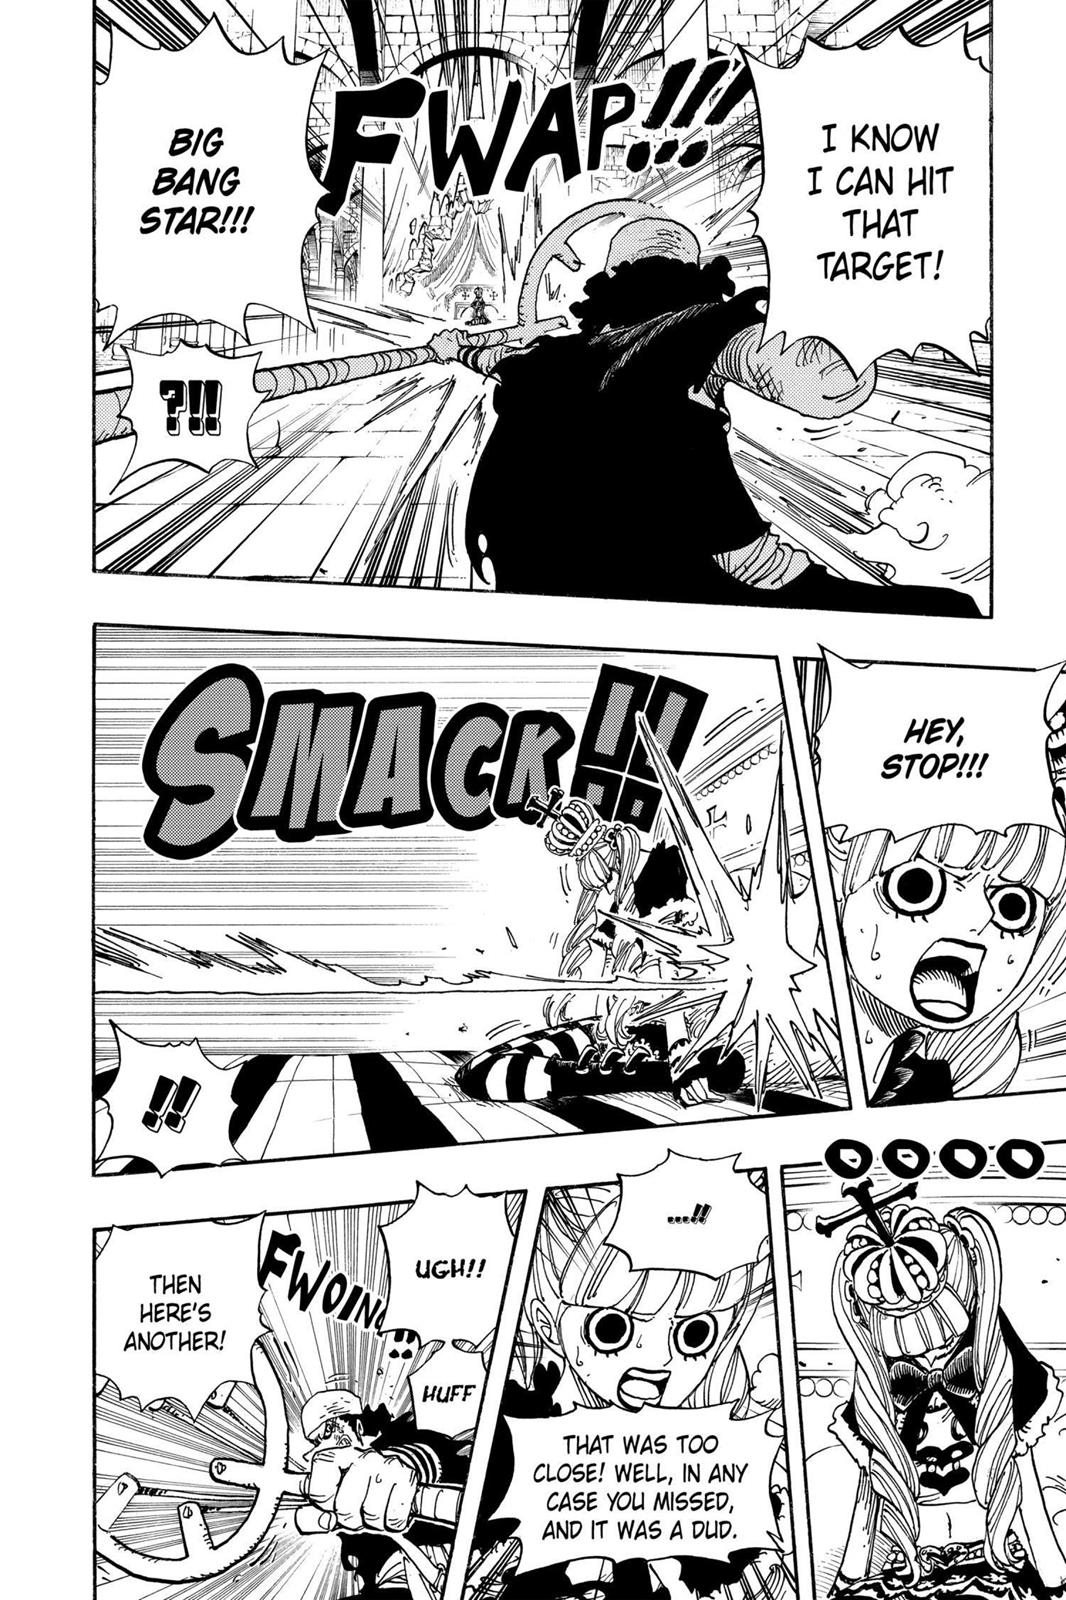 I KNOW
I CAN HIT
THAT
TARGET!
FWAP!!!
BIG
BANG
STAR!!!
?!!
HEY,
STOP!!!
SMACK!!
!!
....!!
THAT WAS TOO
CLOSE! WELL, IN ANY
CASE YOU MISSED,
AND IT WAS A DUD.
UGH!!
HUFF
FWOING!!
THEN
HERE'S
ANOTHER!